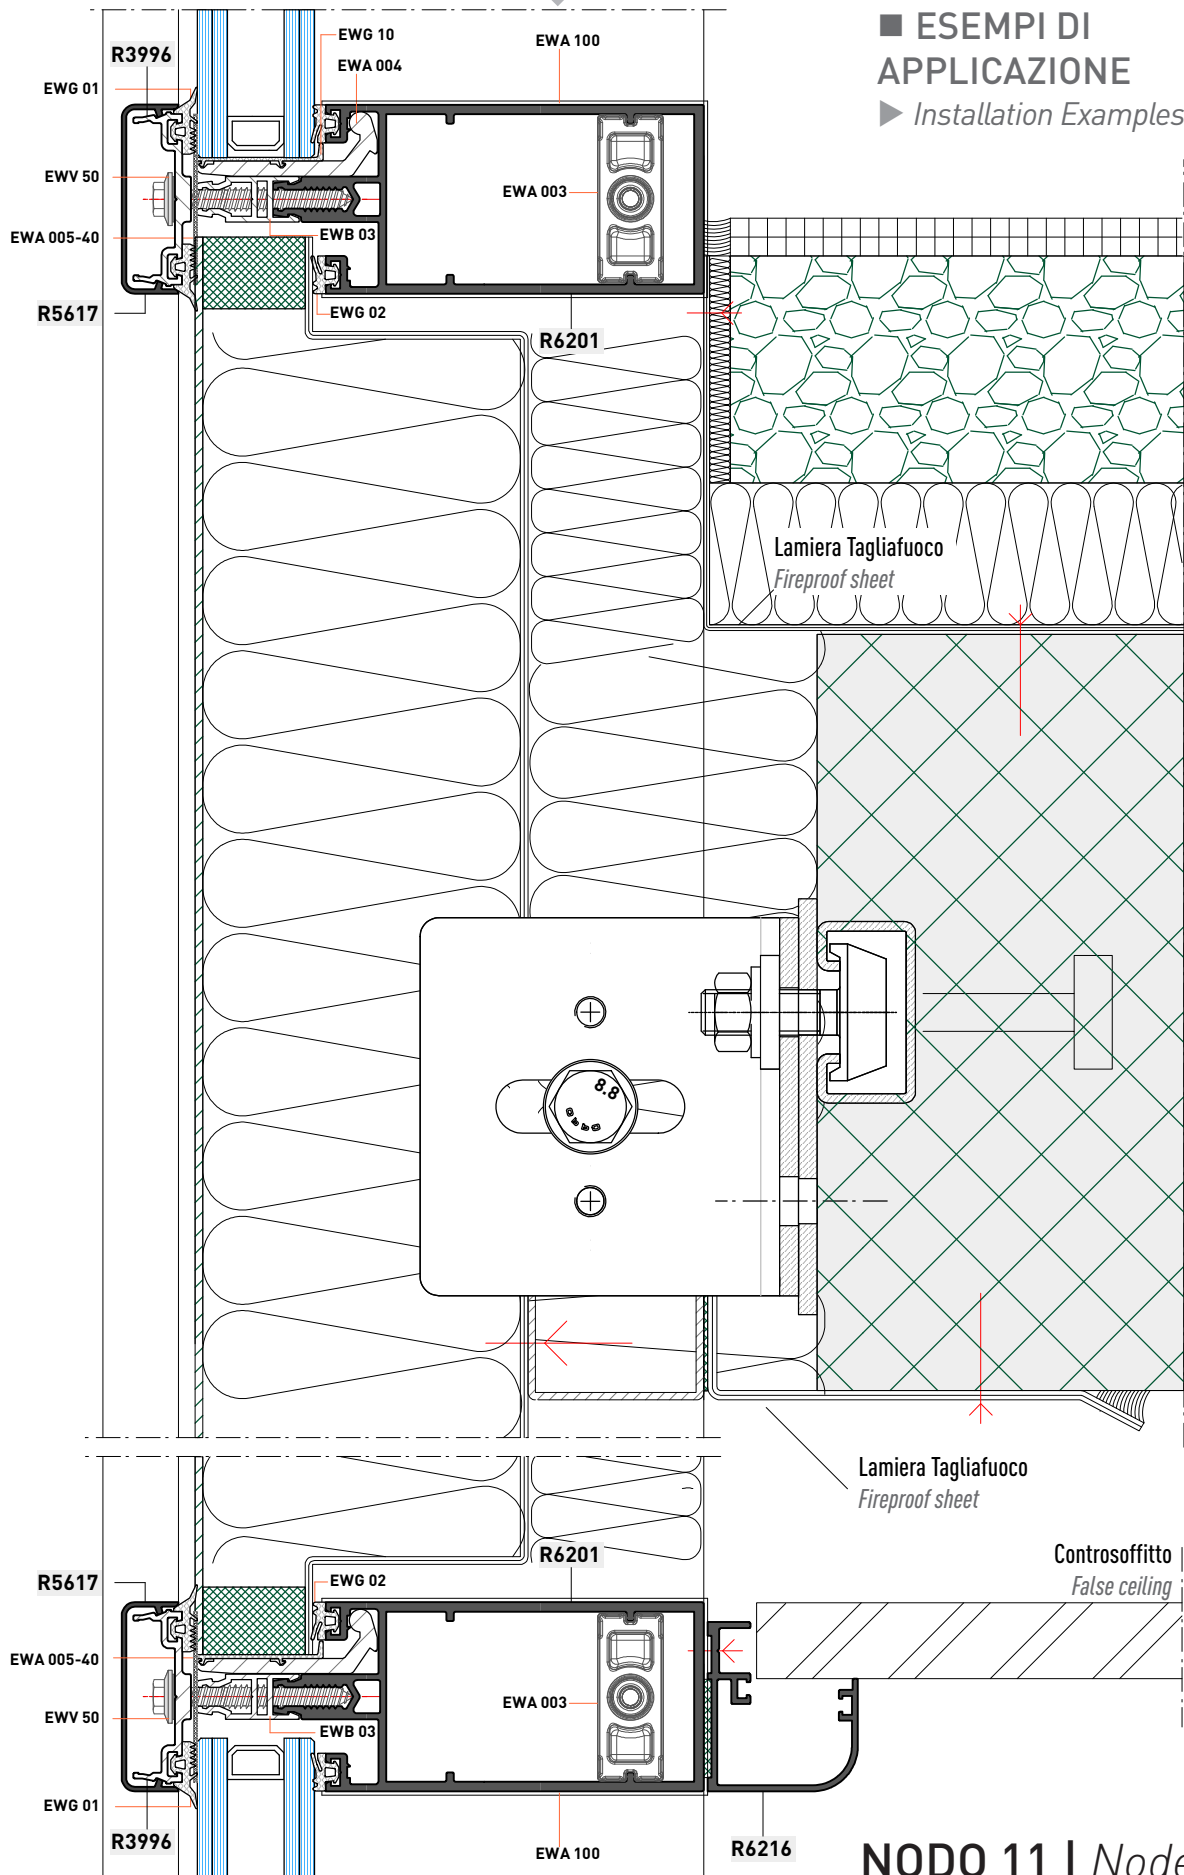 ■ ESEMPI DI
APPLICAZIONE
▶ Installation Examples
EWG 10
R3996
EWA 100
EWA 004
EWG 01
EWV 50
EWA 003
EWA 005-40
EWB 03
R5617
EWG 02
R6201
Lamiera Tagliafuoco
Fireproof sheet
8.8
Lamiera Tagliafuoco
Fireproof sheet
Controsoffitto
False ceiling
R6201
R5617
EWG 02
EWA 005-40
EWA 003
EWV 50
EWB 03
EWG 01
R3996
EWA 100
R6216
NODO 11 | Node